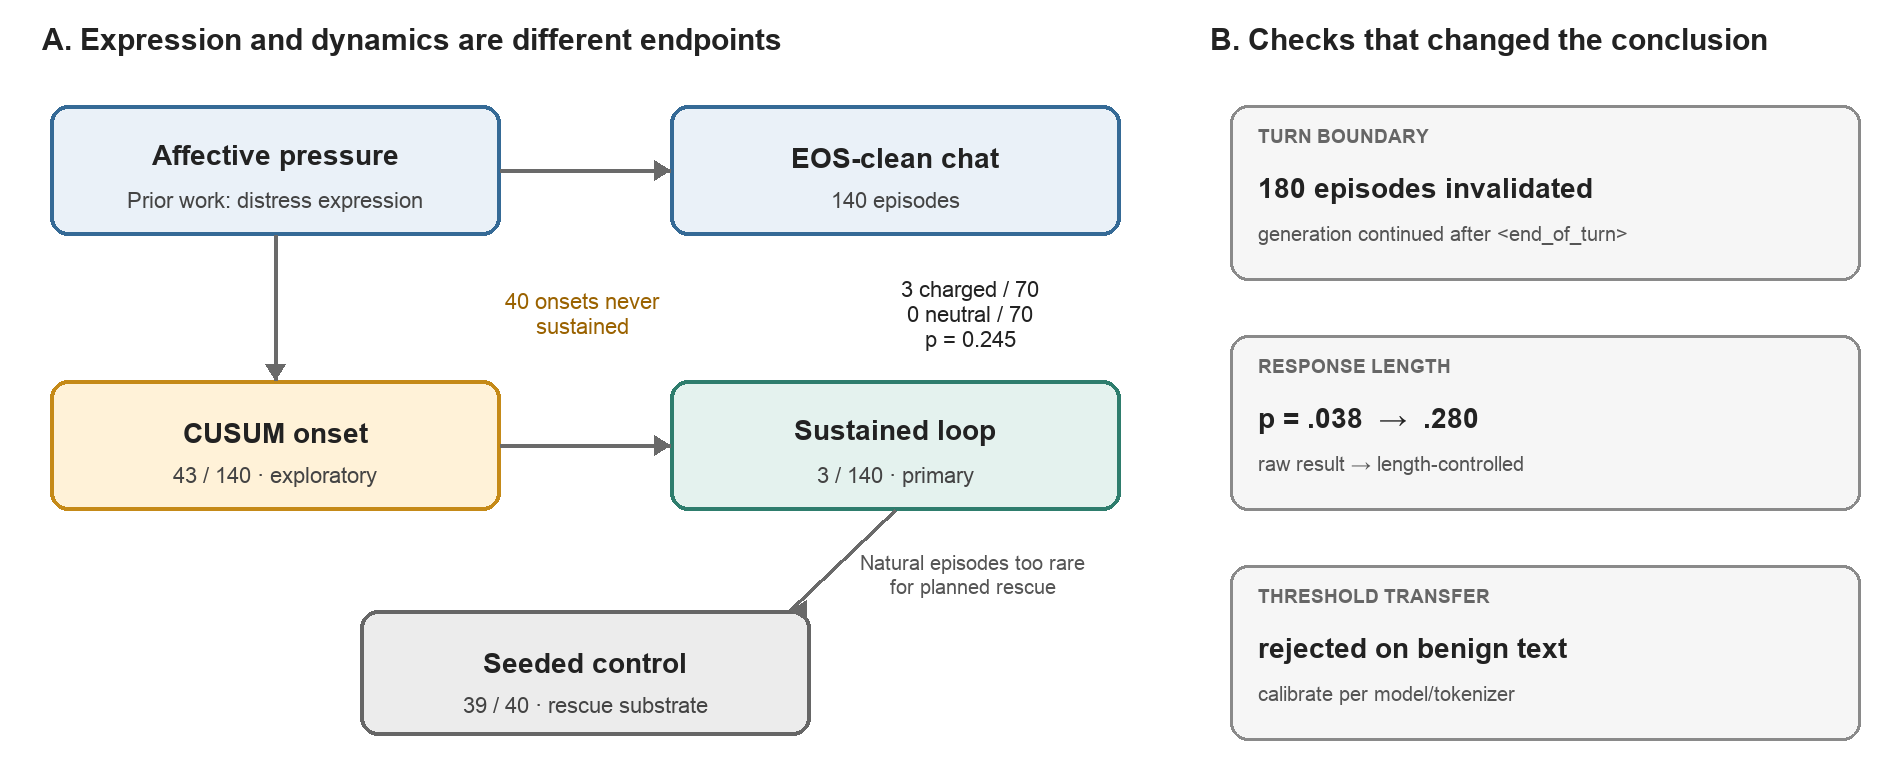 A. Expression and dynamics are different endpoints
Affective pressure
Prior work: distress expression
EOS-clean chat
140 episodes
40 onsets never
sustained
3 charged / 70
0 neutral / 70
p = 0.245
CUSUM onset
43 / 140 · exploratory
Sustained loop
3 / 140 · primary
Natural episodes too rare
for planned rescue
Seeded control
39 / 40 · rescue substrate
B. Checks that changed the conclusion
TURN BOUNDARY
180 episodes invalidated
generation continued after <end_of_turn>
RESPONSE LENGTH
p = .038 → .280
raw result → length-controlled
THRESHOLD TRANSFER
rejected on benign text
calibrate per model/tokenizer